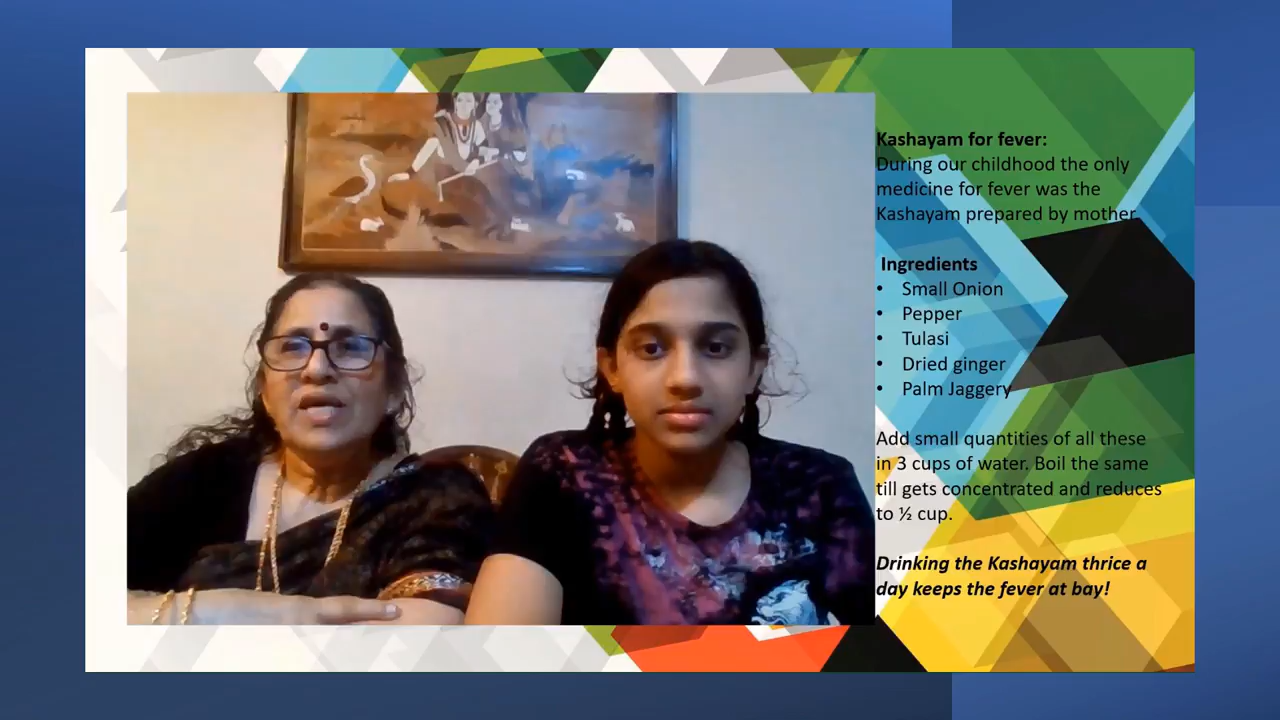 Kashayam for fever:
During our childhood the only
medicine for fever was the
Kashayam prepared by mother
Ingredients
• Small Onion
• Pepper
• Tulasi
• Dried ginger
• Palm Jaggery
Add small quantities of all these
in 3 cups of water. Boil the same
till gets concentrated and reduces
to ½ cup.
Drinking the Kashayam thrice a
day keeps the fever at bay!